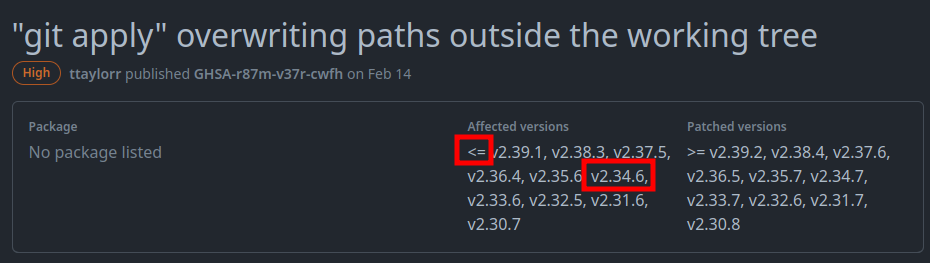 "git apply" overwriting paths outside the working tree
High ttaylorr published GHSA-r87m-v37r-cwfh on Feb 14
Package
No package listed
Affected versions
<= v2.39.1, v2.38.3, v2.37.5,
v2.36.4, v2.35.6, v2.34.6,
v2.33.6, v2.32.5, v2.31.6,
v2.30.7
Patched versions
>= v2.39.2, v2.38.4, v2.37.6,
v2.36.5, v2.35.7, v2.34.7,
v2.33.7, v2.32.6, v2.31.7,
v2.30.8